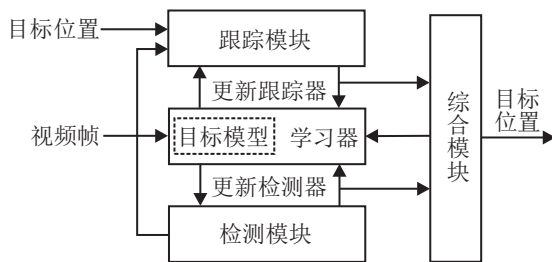 目标位置
跟踪模块
更新跟踪器
视频帧
目标模型
学习器
更新检测器
检测模块
综合模块
目标
位置